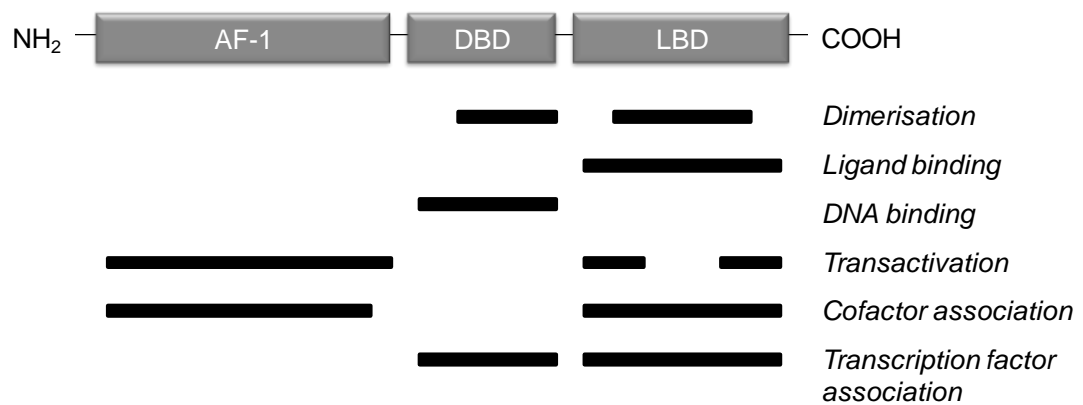 NH₂ AF-1 DBD LBD COOH
Dimerisation
Ligand binding
DNA binding
Transactivation
Cofactor association
Transcription factor
association